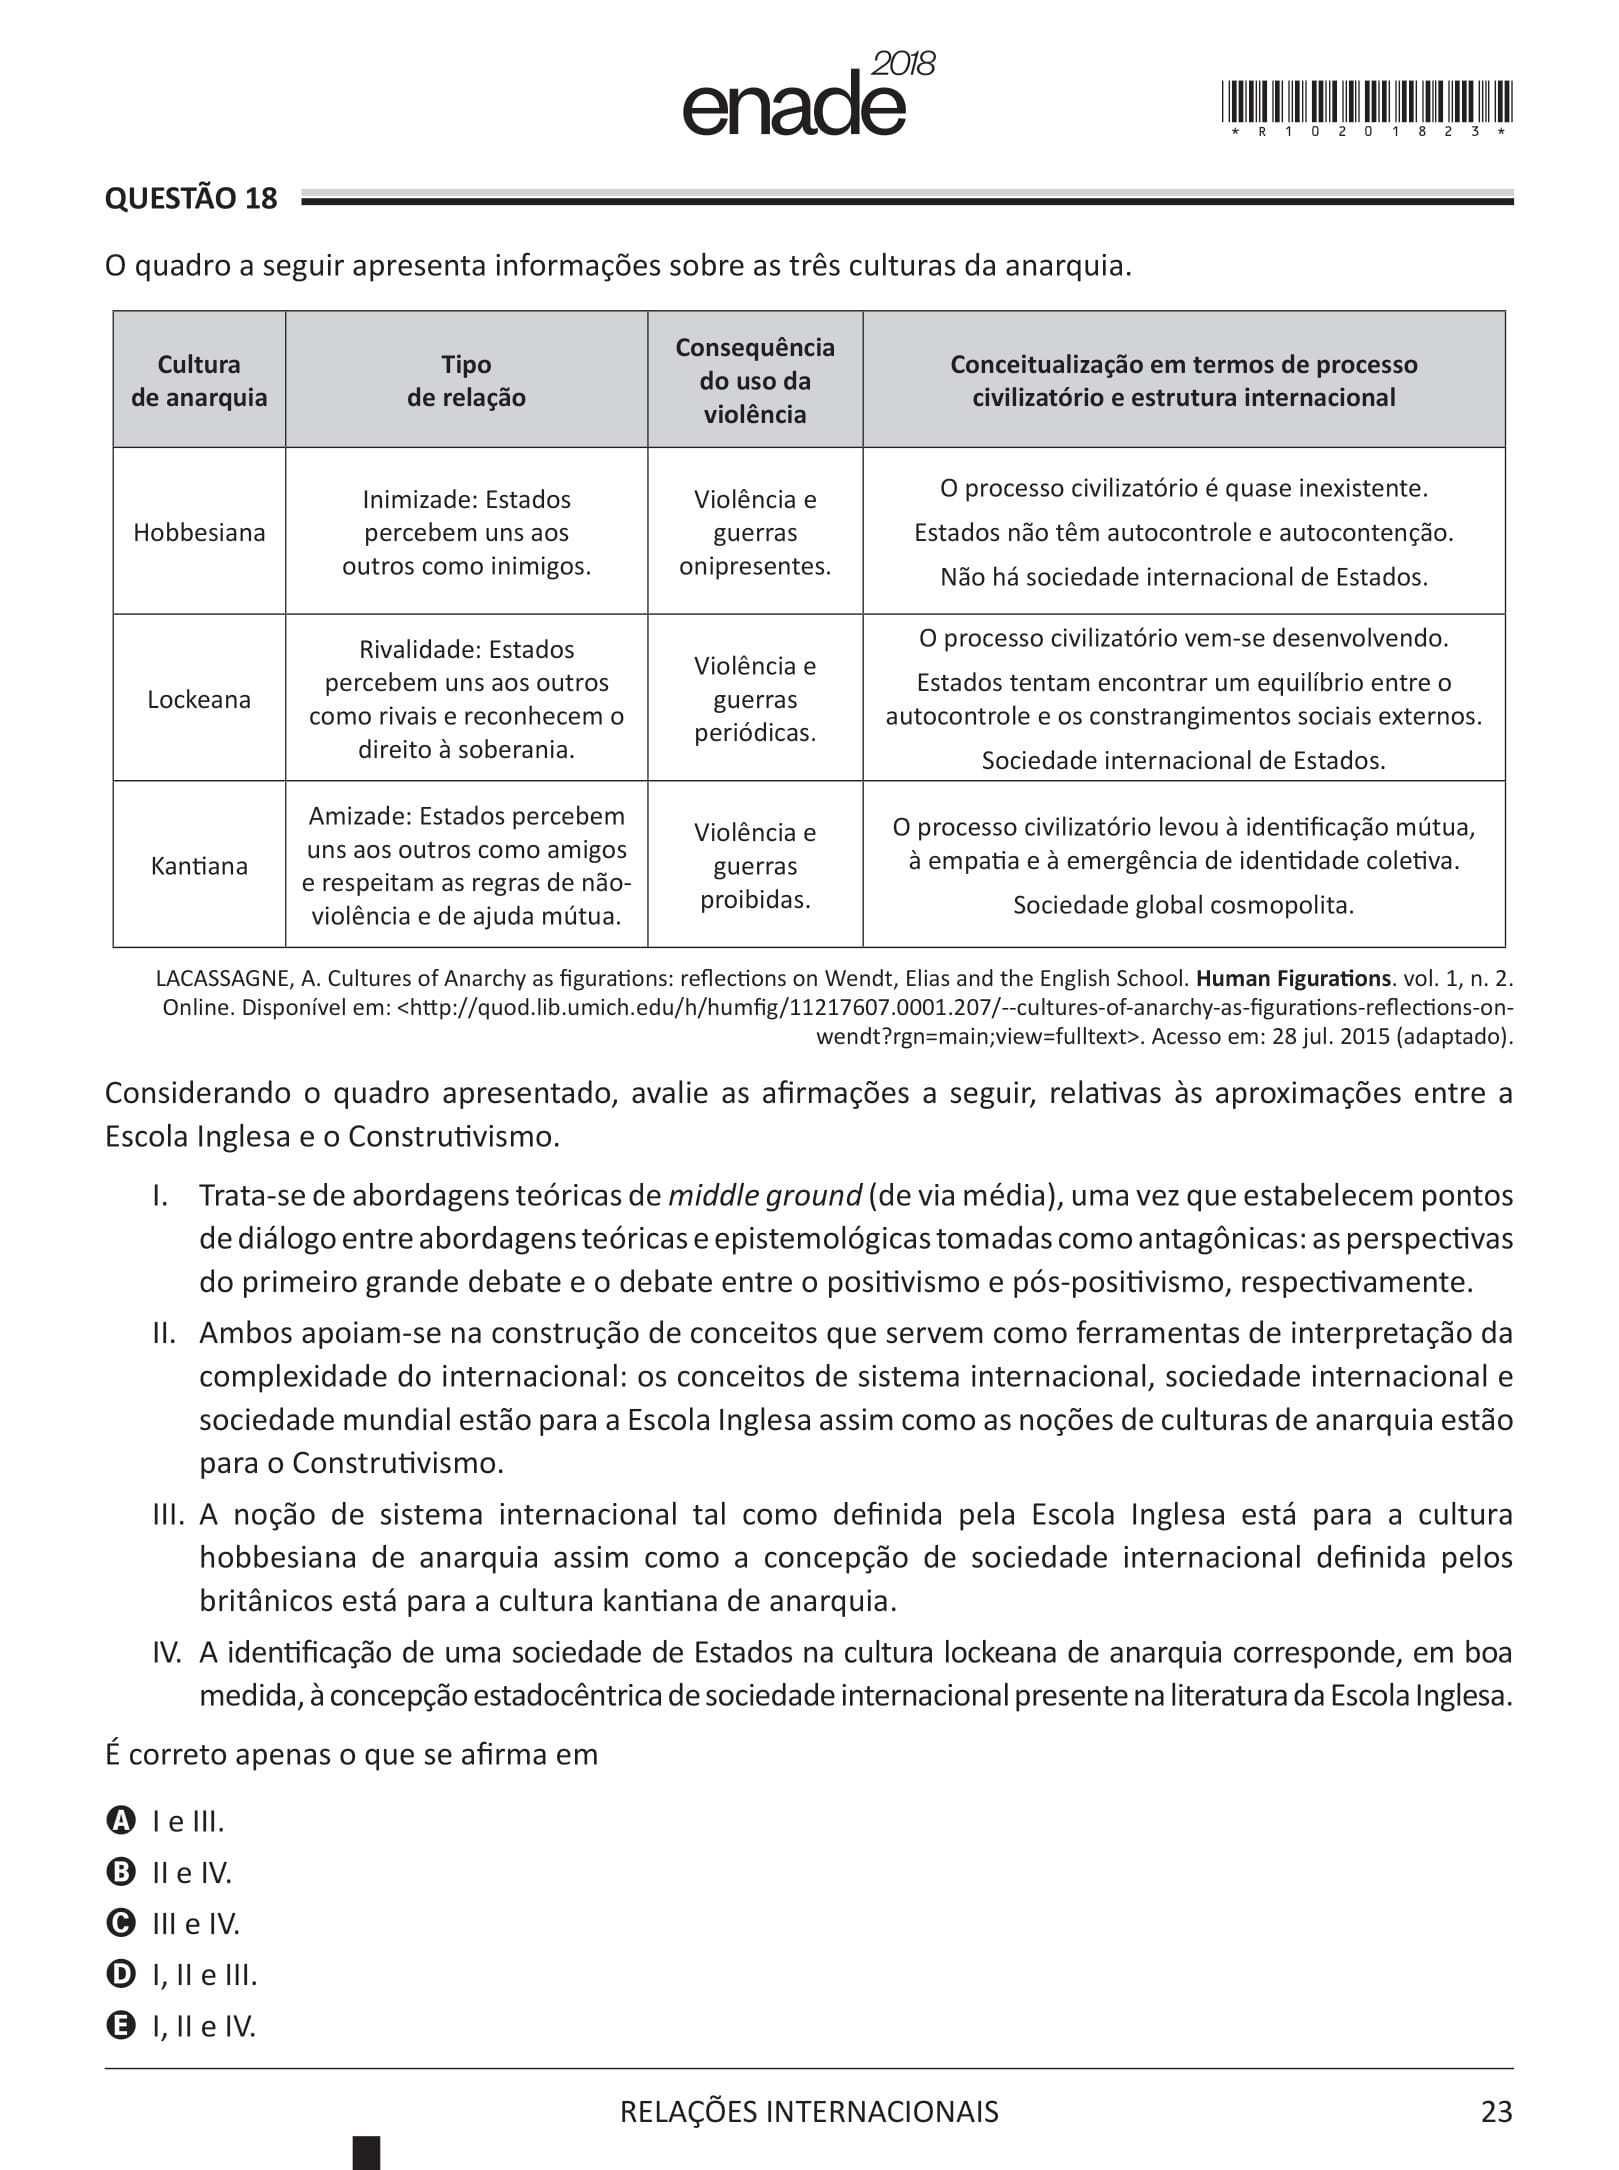 enade 2018
*R10201823*
QUESTÃO 18
O quadro a seguir apresenta informações sobre as três culturas da anarquia.
Cultura
de anarquia
Tipo
de relação
Consequência
do uso da
violência
Conceitualização em termos de processo
civilizatório e estrutura internacional
Hobbesiana
Inimizade: Estados
percebem uns aos
outros como inimigos.
Violência e
guerras
onipresentes.
O processo civilizatório é quase inexistente.
Estados não têm autocontrole e autocontenção.
Não há sociedade internacional de Estados.
Lockeana
Rivalidade: Estados
percebem uns aos outros
como rivais e reconhecem o
direito à soberania.
Violência e
guerras
periódicas.
O processo civilizatório vem-se desenvolvendo.
Estados tentam encontrar um equilíbrio entre o
autocontrole e os constrangimentos sociais externos.
Sociedade internacional de Estados.
Kantiana
Amizade: Estados percebem
uns aos outros como amigos
e respeitam as regras de não-
violência e de ajuda mútua.
Violência e
guerras
proibidas.
O processo civilizatório levou à identificação mútua,
à empatia e à emergência de identidade coletiva.
Sociedade global cosmopolita.
LACASSAGNE, A. Cultures of Anarchy as figurations: reflections on Wendt, Elias and the English School. Human Figurations. vol. 1, n. 2.
Online. Disponível em: <http://quod.lib.umich.edu/h/humfig/11217607.0001.207/--cultures-of-anarchy-as-figurations-reflections-on-
wendt?rgn=main;view=fulltext>. Acesso em: 28 jul. 2015 (adaptado).
Considerando o quadro apresentado, avalie as afirmações a seguir, relativas às aproximações entre a
Escola Inglesa e o Construtivismo.
I. Trata-se de abordagens teóricas de middle ground (de via média), uma vez que estabelecem pontos
de diálogo entre abordagens teóricas e epistemológicas tomadas como antagônicas: as perspectivas
do primeiro grande debate e o debate entre o positivismo e pós-positivismo, respectivamente.
II. Ambos apoiam-se na construção de conceitos que servem como ferramentas de interpretação da
complexidade do internacional: os conceitos de sistema internacional, sociedade internacional e
sociedade mundial estão para a Escola Inglesa assim como as noções de culturas de anarquia estão
para o Construtivismo.
III. A noção de sistema internacional tal como definida pela Escola Inglesa está para a cultura
hobbesiana de anarquia assim como a concepção de sociedade internacional definida pelos
britânicos está para a cultura kantiana de anarquia.
IV. A identificação de uma sociedade de Estados na cultura lockeana de anarquia corresponde, em boa
medida, à concepção estadocêntrica de sociedade internacional presente na literatura da Escola Inglesa.
É correto apenas o que se afirma em
A I e III.
B II e IV.
C III e IV.
D I, II e III.
E I, II e IV.
RELAÇÕES INTERNACIONAIS
23